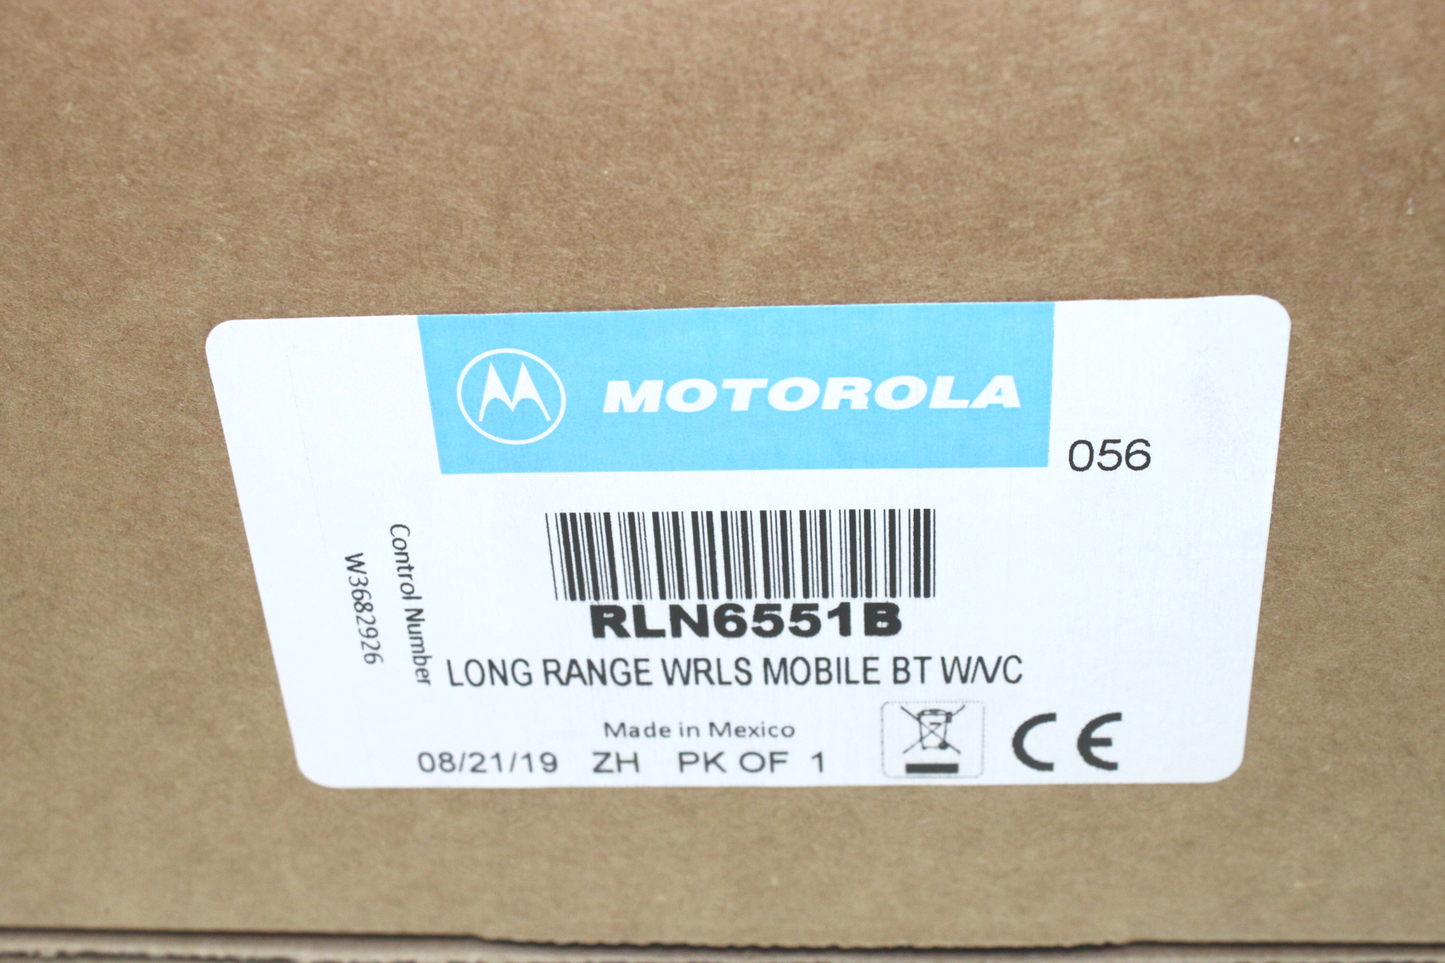 MOTOROLA
056
Control Number
W3682926
RLN6551B
LONG RANGE WRLS MOBILE BT W/VC
Made in Mexico
08/21/19 ZH PK OF 1
CE